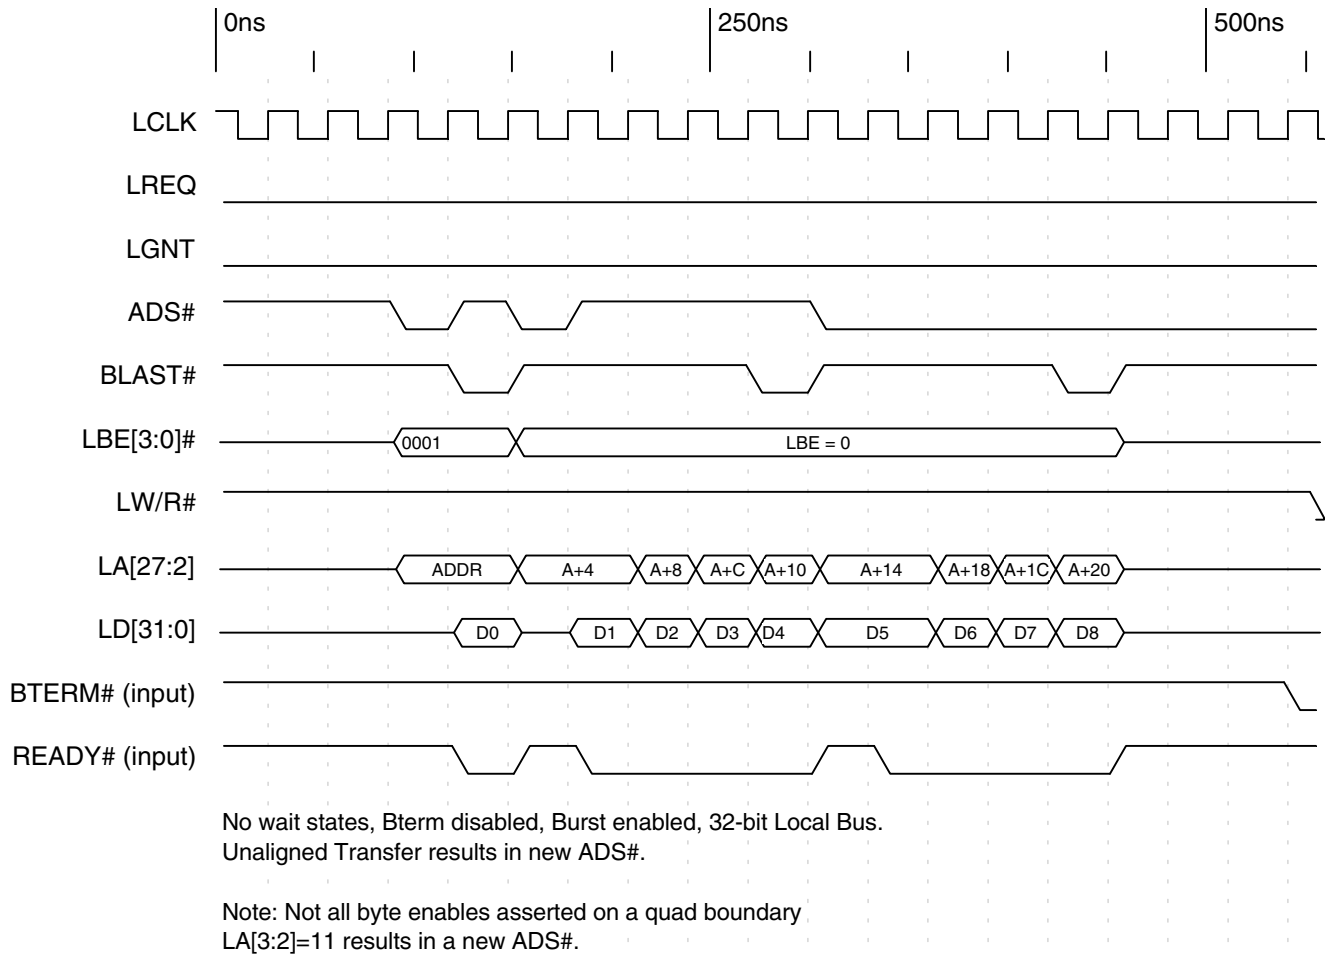 0ns 250ns 500ns
LCLK
LREQ
LGNT
ADS#
BLAST#
LBE[3:0]# 0001 LBE = 0
LW/R#
LA[27:2] ADDR A+4 A+8 A+C A+10 A+14 A+18 A+1C A+20
LD[31:0] D0 D1 D2 D3 D4 D5 D6 D7 D8
BTERM# (input)
READY# (input)
No wait states, Bterm disabled, Burst enabled, 32-bit Local Bus.
Unaligned Transfer results in new ADS#.
Note: Not all byte enables asserted on a quad boundary
LA[3:2]=11 results in a new ADS#.